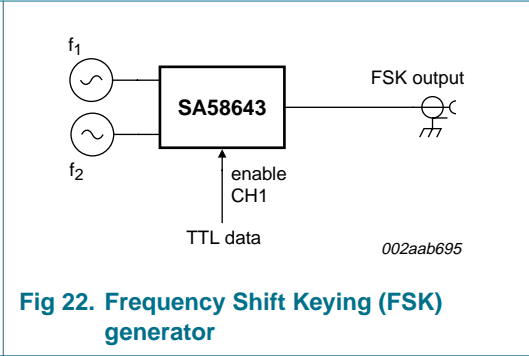 f1
FSK output
SA58643
f2
enable
CH1
TTL data
002aab695
Fig 22. Frequency Shift Keying (FSK)
generator